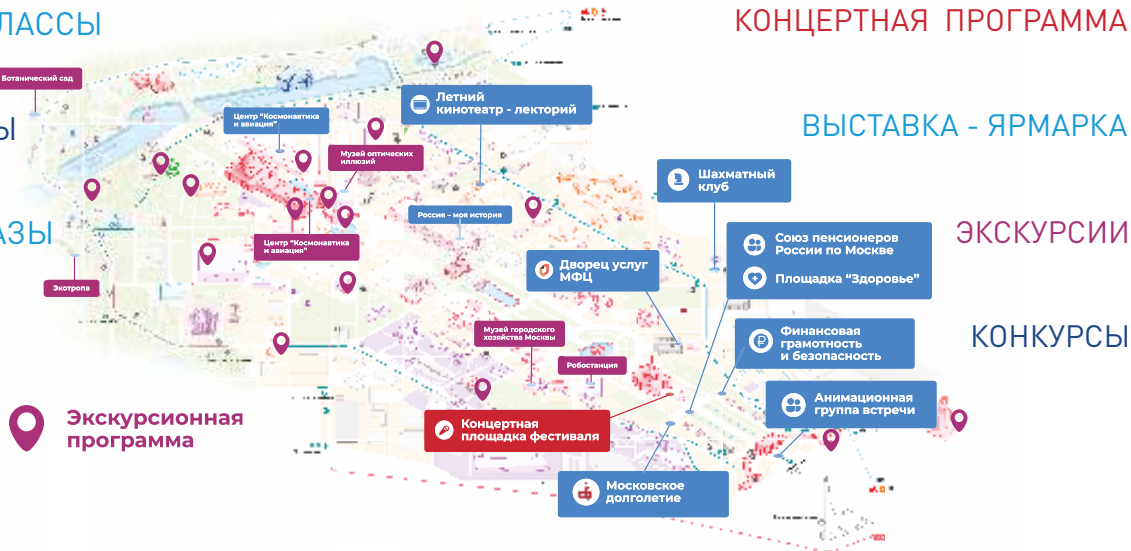 ЛАССЫ
КОНЦЕРТНАЯ ПРОГРАММА
Ботанический сад
Летний
кинотеатр - лекторий
Центр "Космонавтика
и авиация"
Ы
ВЫСТАВКА - ЯРМАРКА
Музей оптических
иллюзий
Шахматный
клуб
Россия – моя история
АЗЫ
Центр "Космонавтика
и авиация"
Союз пенсионеров
России по Москве
Площадка "Здоровье"
ЭКСКУРСИИ
Дворец услуг
МФЦ
Экотропа
Музей городского
хозяйства Москвы
Робостанция
Финансовая
грамотность
и безопасность
КОНКУРСЫ
Анимационная
группа встречи
Экскурсионная
программа
Концертная
площадка фестиваля
Московское
долголетие